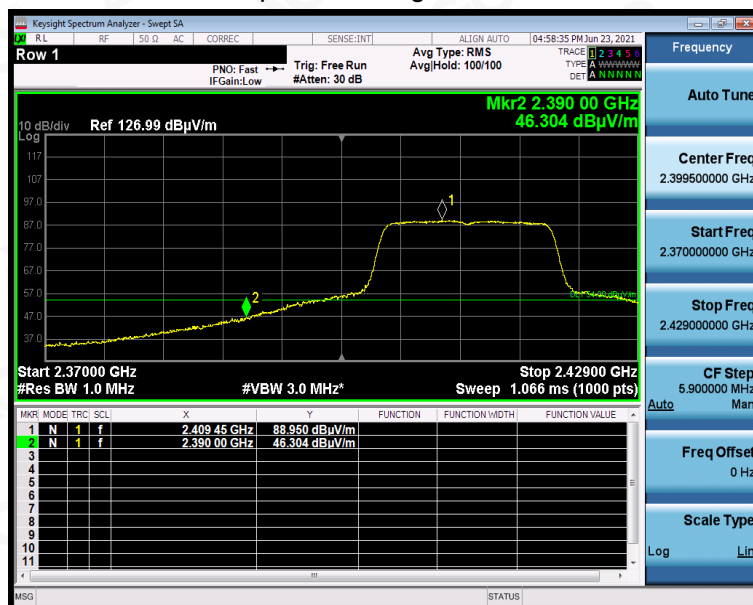 Keysight Spectrum Analyzer - Swept SA
RL RF 50 Ω AC CORREC SENSE:INT ALIGN AUTO 04:58:35 PM Jun 23, 2021
Row 1
PNO: Fast
IFGain:Low
Trig: Free Run
#Atten: 30 dB
Avg Type: RMS
Avg|Hold: 100/100
TRACE 1 2 3 4 5 6
TYPE A WWWWW
DET A N N N N N
Mkr2 2.390 00 GHz
46.304 dBµV/m
10 dB/div Ref 126.99 dBµV/m
Log
117
107
97.0
87.0
77.0
67.0
57.0
47.0
37.0
1
2
Start 2.37000 GHz Stop 2.42900 GHz
#Res BW 1.0 MHz #VBW 3.0 MHz* Sweep 1.066 ms (1000 pts)
MKR MODE TRC SCL X Y FUNCTION FUNCTION WIDTH FUNCTION VALUE
1 N 1 f 2.409 45 GHz 88.950 dBµV/m
2 N 1 f 2.390 00 GHz 46.304 dBµV/m
3
4
5
6
7
8
9
10
11
MSG STATUS
Frequency
Auto Tune
Center Freq
2.399500000 GHz
Start Freq
2.370000000 GHz
Stop Freq
2.429000000 GHz
CF Step
5.900000 MHz
Auto Man
Freq Offset
0 Hz
Scale Type
Log Lin